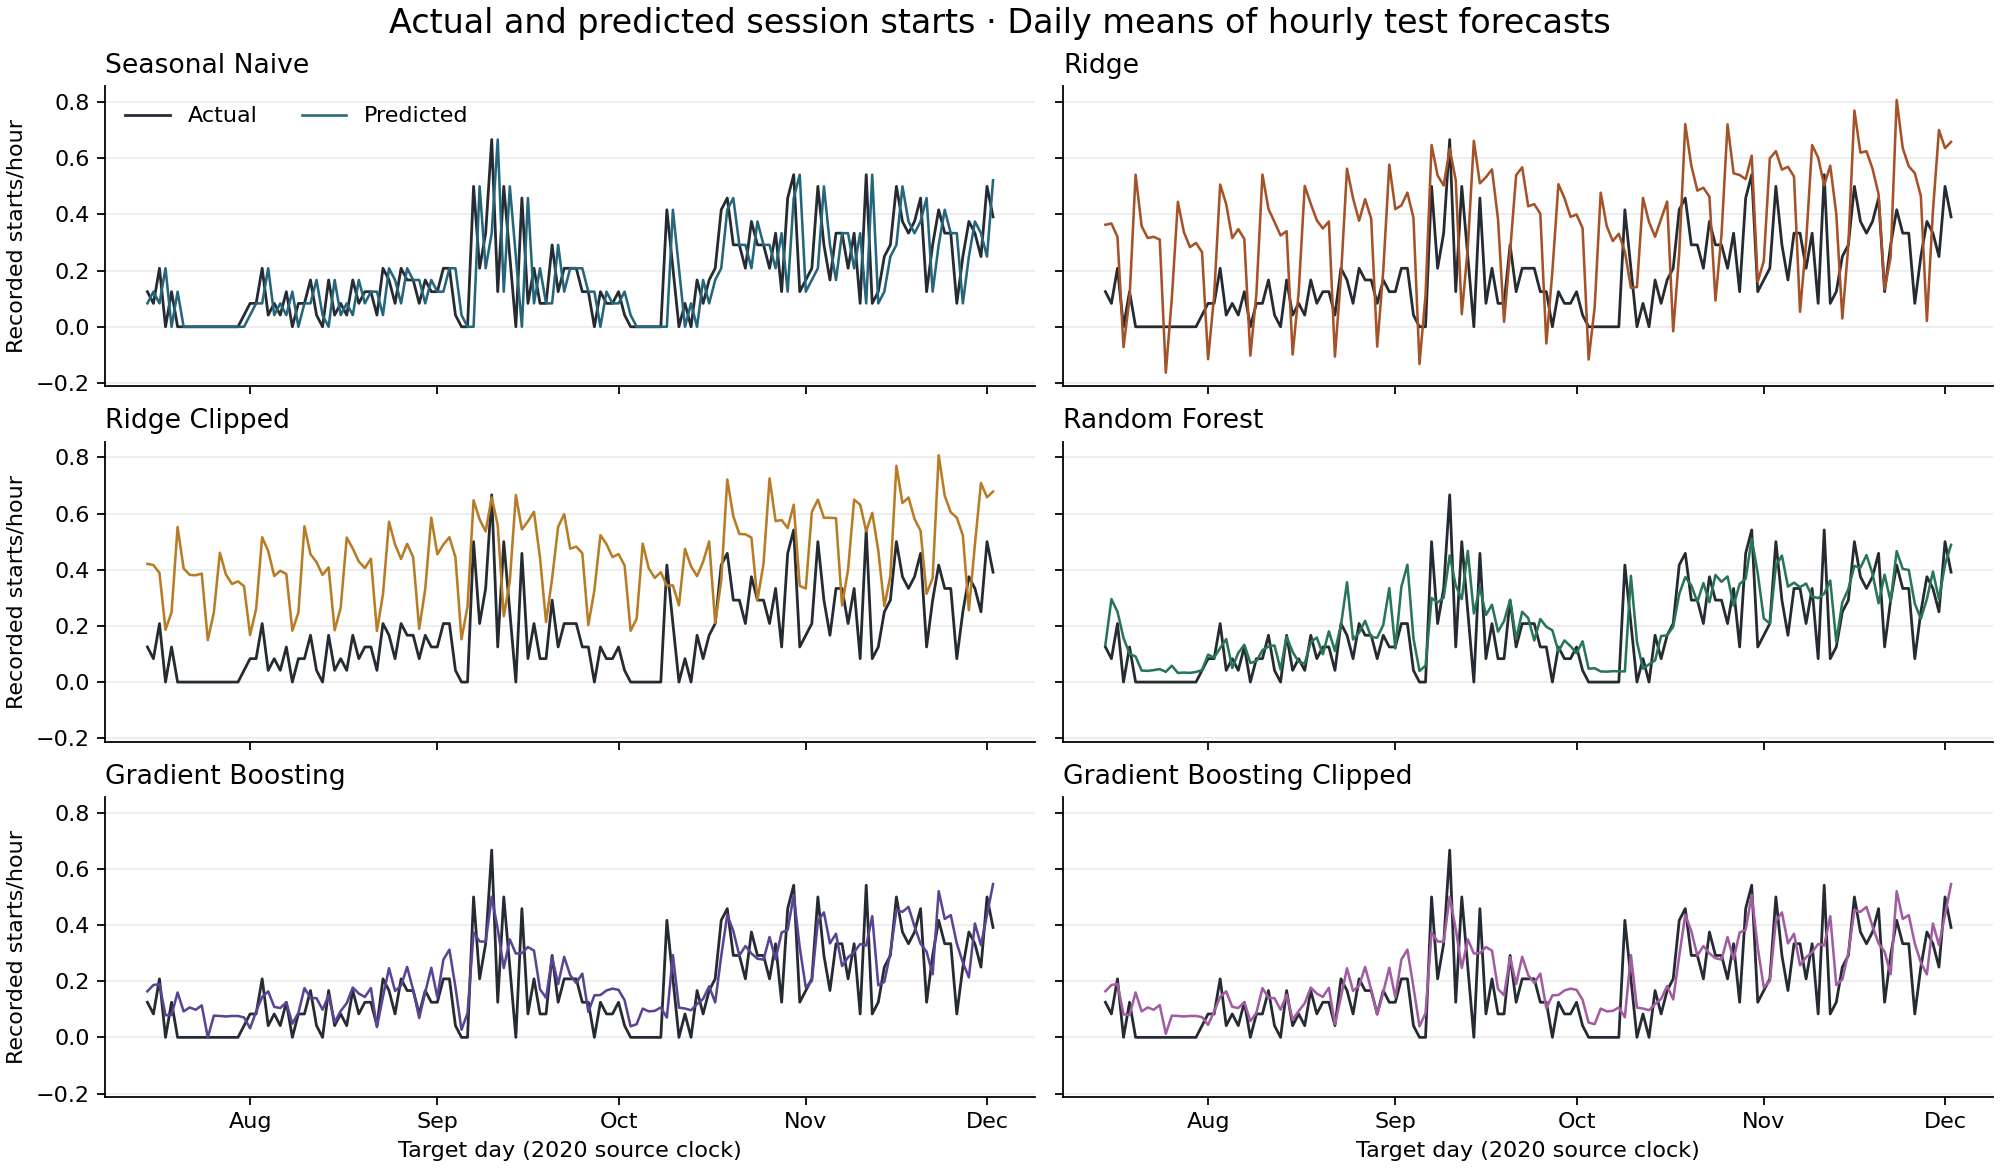 Actual and predicted session starts · Daily means of hourly test forecasts
Seasonal Naive
Ridge
Recorded starts/hour
0.8
0.6
0.4
0.2
0.0
−0.2
Actual
Predicted
Ridge Clipped
Random Forest
Recorded starts/hour
0.8
0.6
0.4
0.2
0.0
−0.2
Gradient Boosting
Gradient Boosting Clipped
Recorded starts/hour
0.8
0.6
0.4
0.2
0.0
−0.2
Aug
Sep
Oct
Nov
Dec
Target day (2020 source clock)
Aug
Sep
Oct
Nov
Dec
Target day (2020 source clock)